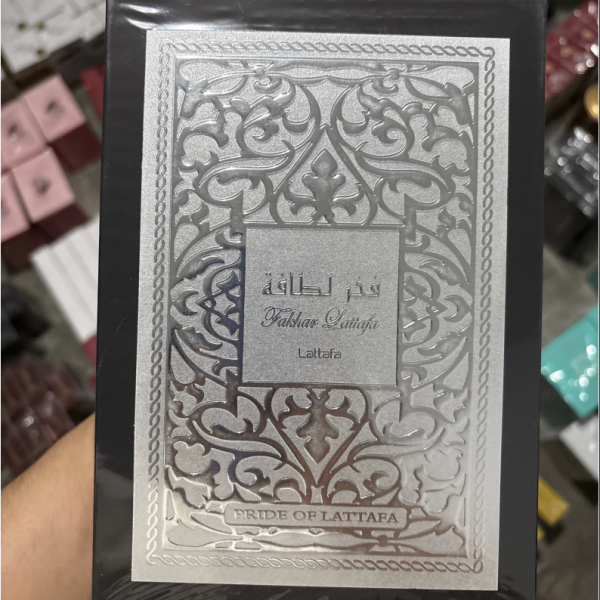 فخر لطافة
Fakhar Lattafa
Lattafa
PRIDE OF LATTAFA